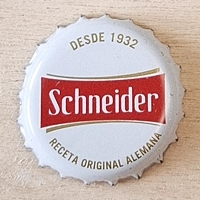 DESDE 1932
Schneider
RECETA ORIGINAL ALEMANA